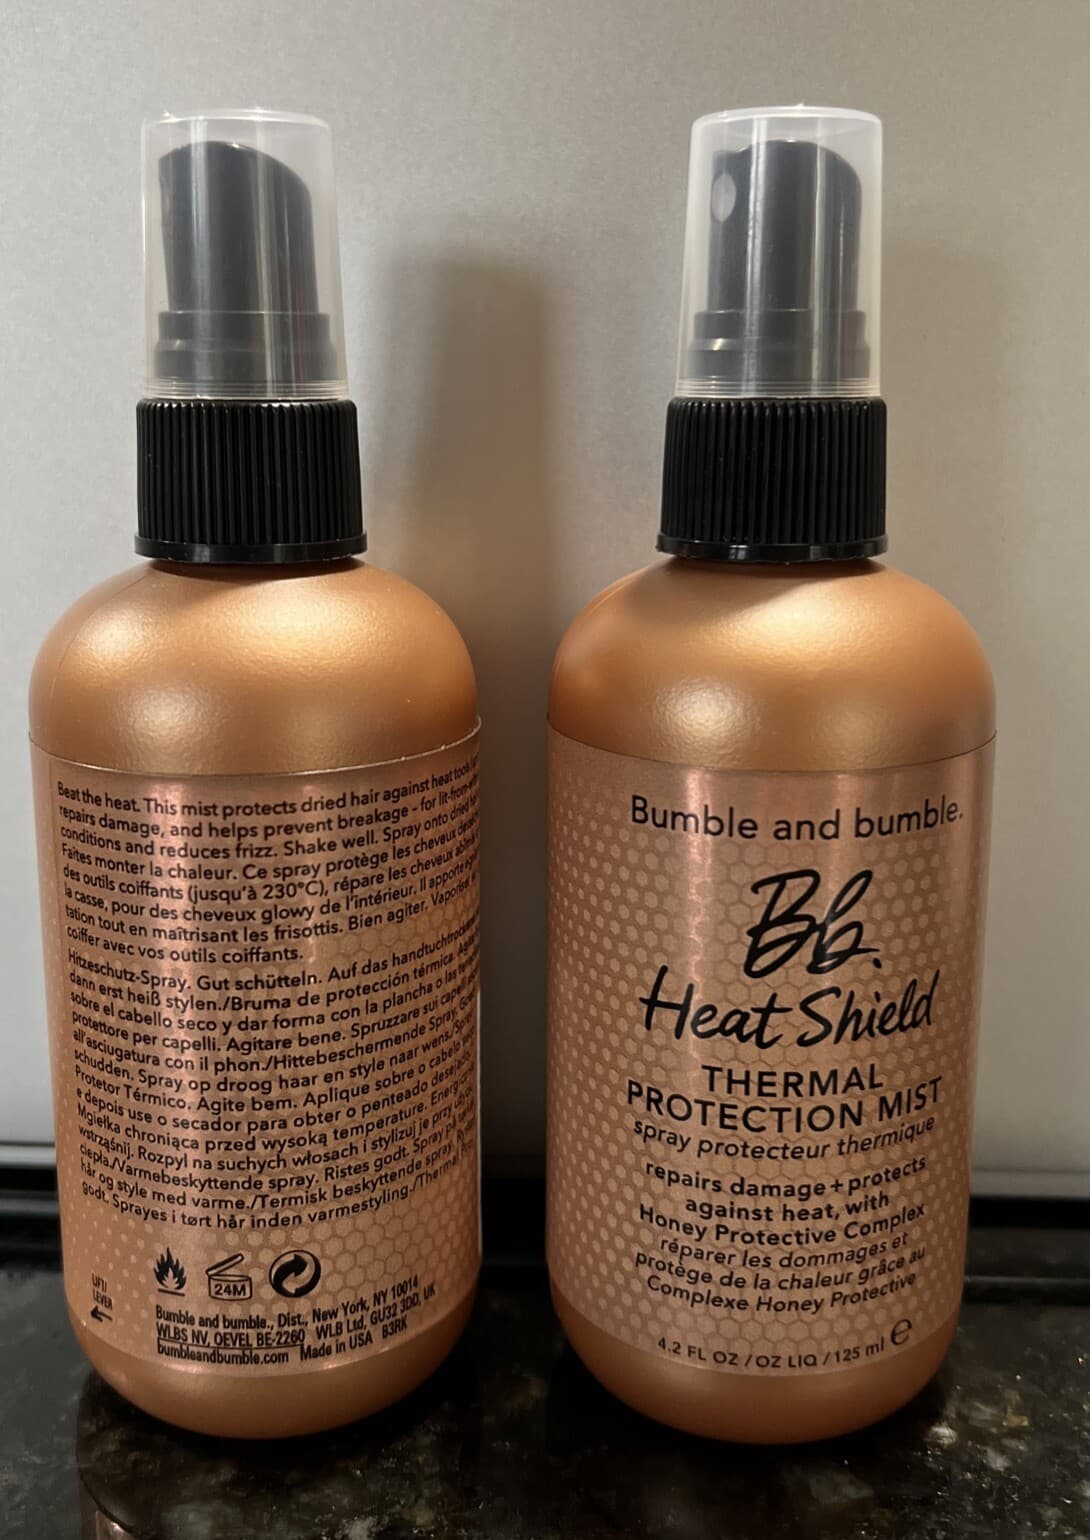 Beat the heat. This mist protects dried hair against heat tools
repairs damage, and helps prevent breakage - for lit-from-
conditions and reduces frizz. Shake well. Spray onto dried
Faites monter la chaleur. Ce spray protège les cheveux
des outils coiffants (jusqu'à 230°C), répare les cheveux
la casse, pour des cheveux glowy de l'intérieur. Il apporte
tation tout en maîtrisant les frisottis. Bien agiter. Vaporiser
coiffer avec vos outils coiffants.
Hitzeschutz-Spray. Gut schütteln. Auf das
dann erst heiß stylen./Bruma de protección térmica.
sobre el cabello seco y dar forma con la plancha o las
protettore per capelli. Agitare bene. Spruzzare sui capelli
all'asciugatura con il phon./Hittebeschermende Spray.
schudden. Spray op droog haar en style naar wens./Spray
Protetor Térmico. Agite bem. Aplique sobre o cabelo
e depois use o secador para obter o penteado desejado.
Mgiełka chroniąca przed wysoką temperature.
wstrząśnij. Rozpyl na suchych włosach i stylizuj je przy użyciu
ciepła./Varmebeskyttende spray. Ristes godt. Spray på
hår og style med varme./Termisk beskyttende spray.
godt. Sprayes i tørt hår inden varmestyling./Thermal
LIFT/
LEVER
24M
Bumble and bumble., Dist., New York, NY 10014
WLBS NV, OEVEL BE-2260 WLB Ltd, GU32 3DD, UK
bumbleandbumble.com Made in USA B3RK
Bumble and bumble.
Bb.
Heat Shield
THERMAL
PROTECTION MIST
spray protecteur thermique
repairs damage + protects
against heat, with
Honey Protective Complex
réparer les dommages et
protège de la chaleur grâce au
Complexe Honey Protective
4.2 FL OZ / OZ LIQ / 125 ml ℮